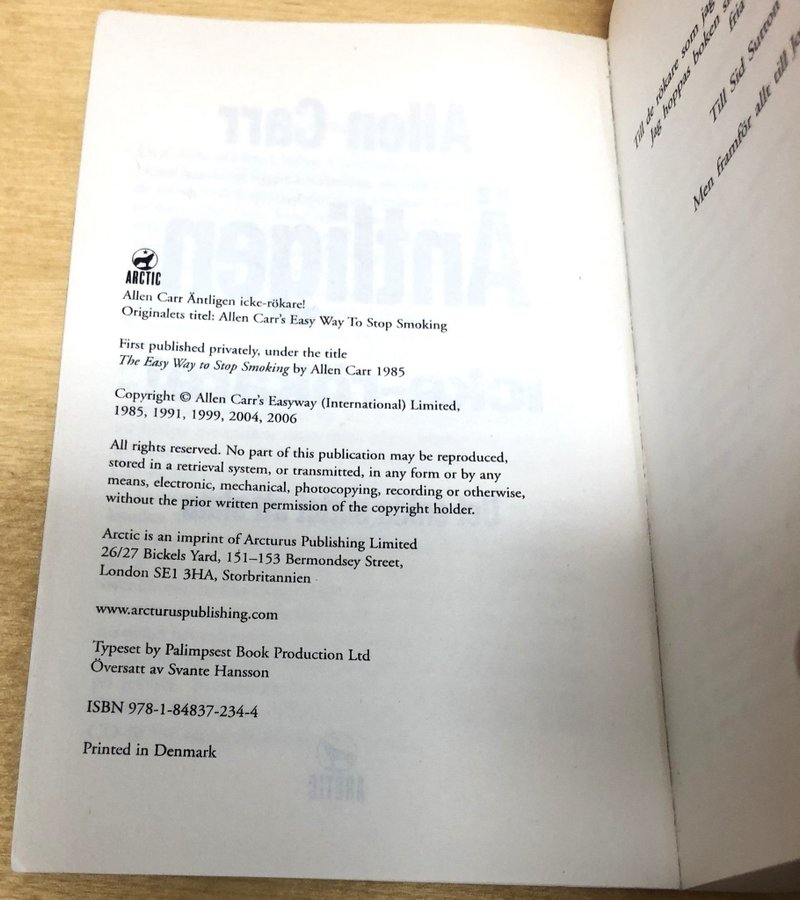 ARCTIC
Allen Carr Äntligen icke-rökare!
Originalets titel: Allen Carr's Easy Way To Stop Smoking
First published privately, under the title
The Easy Way to Stop Smoking by Allen Carr 1985
Copyright © Allen Carr's Easyway (International) Limited,
1985, 1991, 1999, 2004, 2006
All rights reserved. No part of this publication may be reproduced,
stored in a retrieval system, or transmitted, in any form or by any
means, electronic, mechanical, photocopying, recording or otherwise,
without the prior written permission of the copyright holder.
Arctic is an imprint of Arcturus Publishing Limited
26/27 Bickels Yard, 151–153 Bermondsey Street,
London SE1 3HA, Storbritannien
www.arcturuspublishing.com
Typeset by Palimpsest Book Production Ltd
Översatt av Svante Hansson
ISBN 978-1-84837-234-4
Printed in Denmark
Till de rökare som jag
Jag hoppas boken
fria
Till Sid Sutton
Men framför allt till
Allen Carr
Äntligen
icke-
ARCTIC